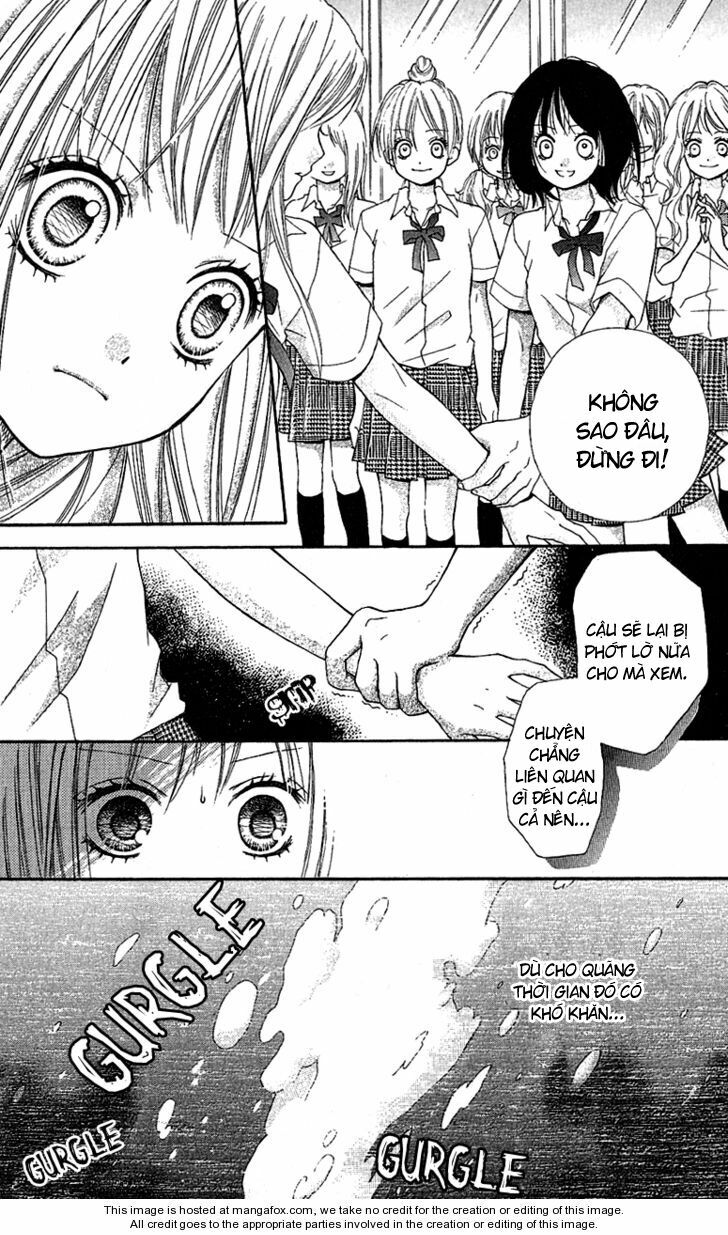 KHÔNG
SAO ĐÂU,
ĐỪNG ĐI!
CẬU SẼ LẠI BỊ
PHỚT LỜ NỮA
CHO MÀ XEM.
GRIP
CHUYỆN
CHẲNG
LIÊN QUAN
GÌ ĐẾN CẬU
CẢ NÊN...
GURGLE
DÙ CHO QUÃNG
THỜI GIAN ĐÓ CÓ
KHÓ KHĂN...
GURGLE
GURGLE
This image is hosted at mangafox.com, we take no credit for the creation or editing of this image.
All credit goes to the appropriate parties involved in the creation or editing of this image.